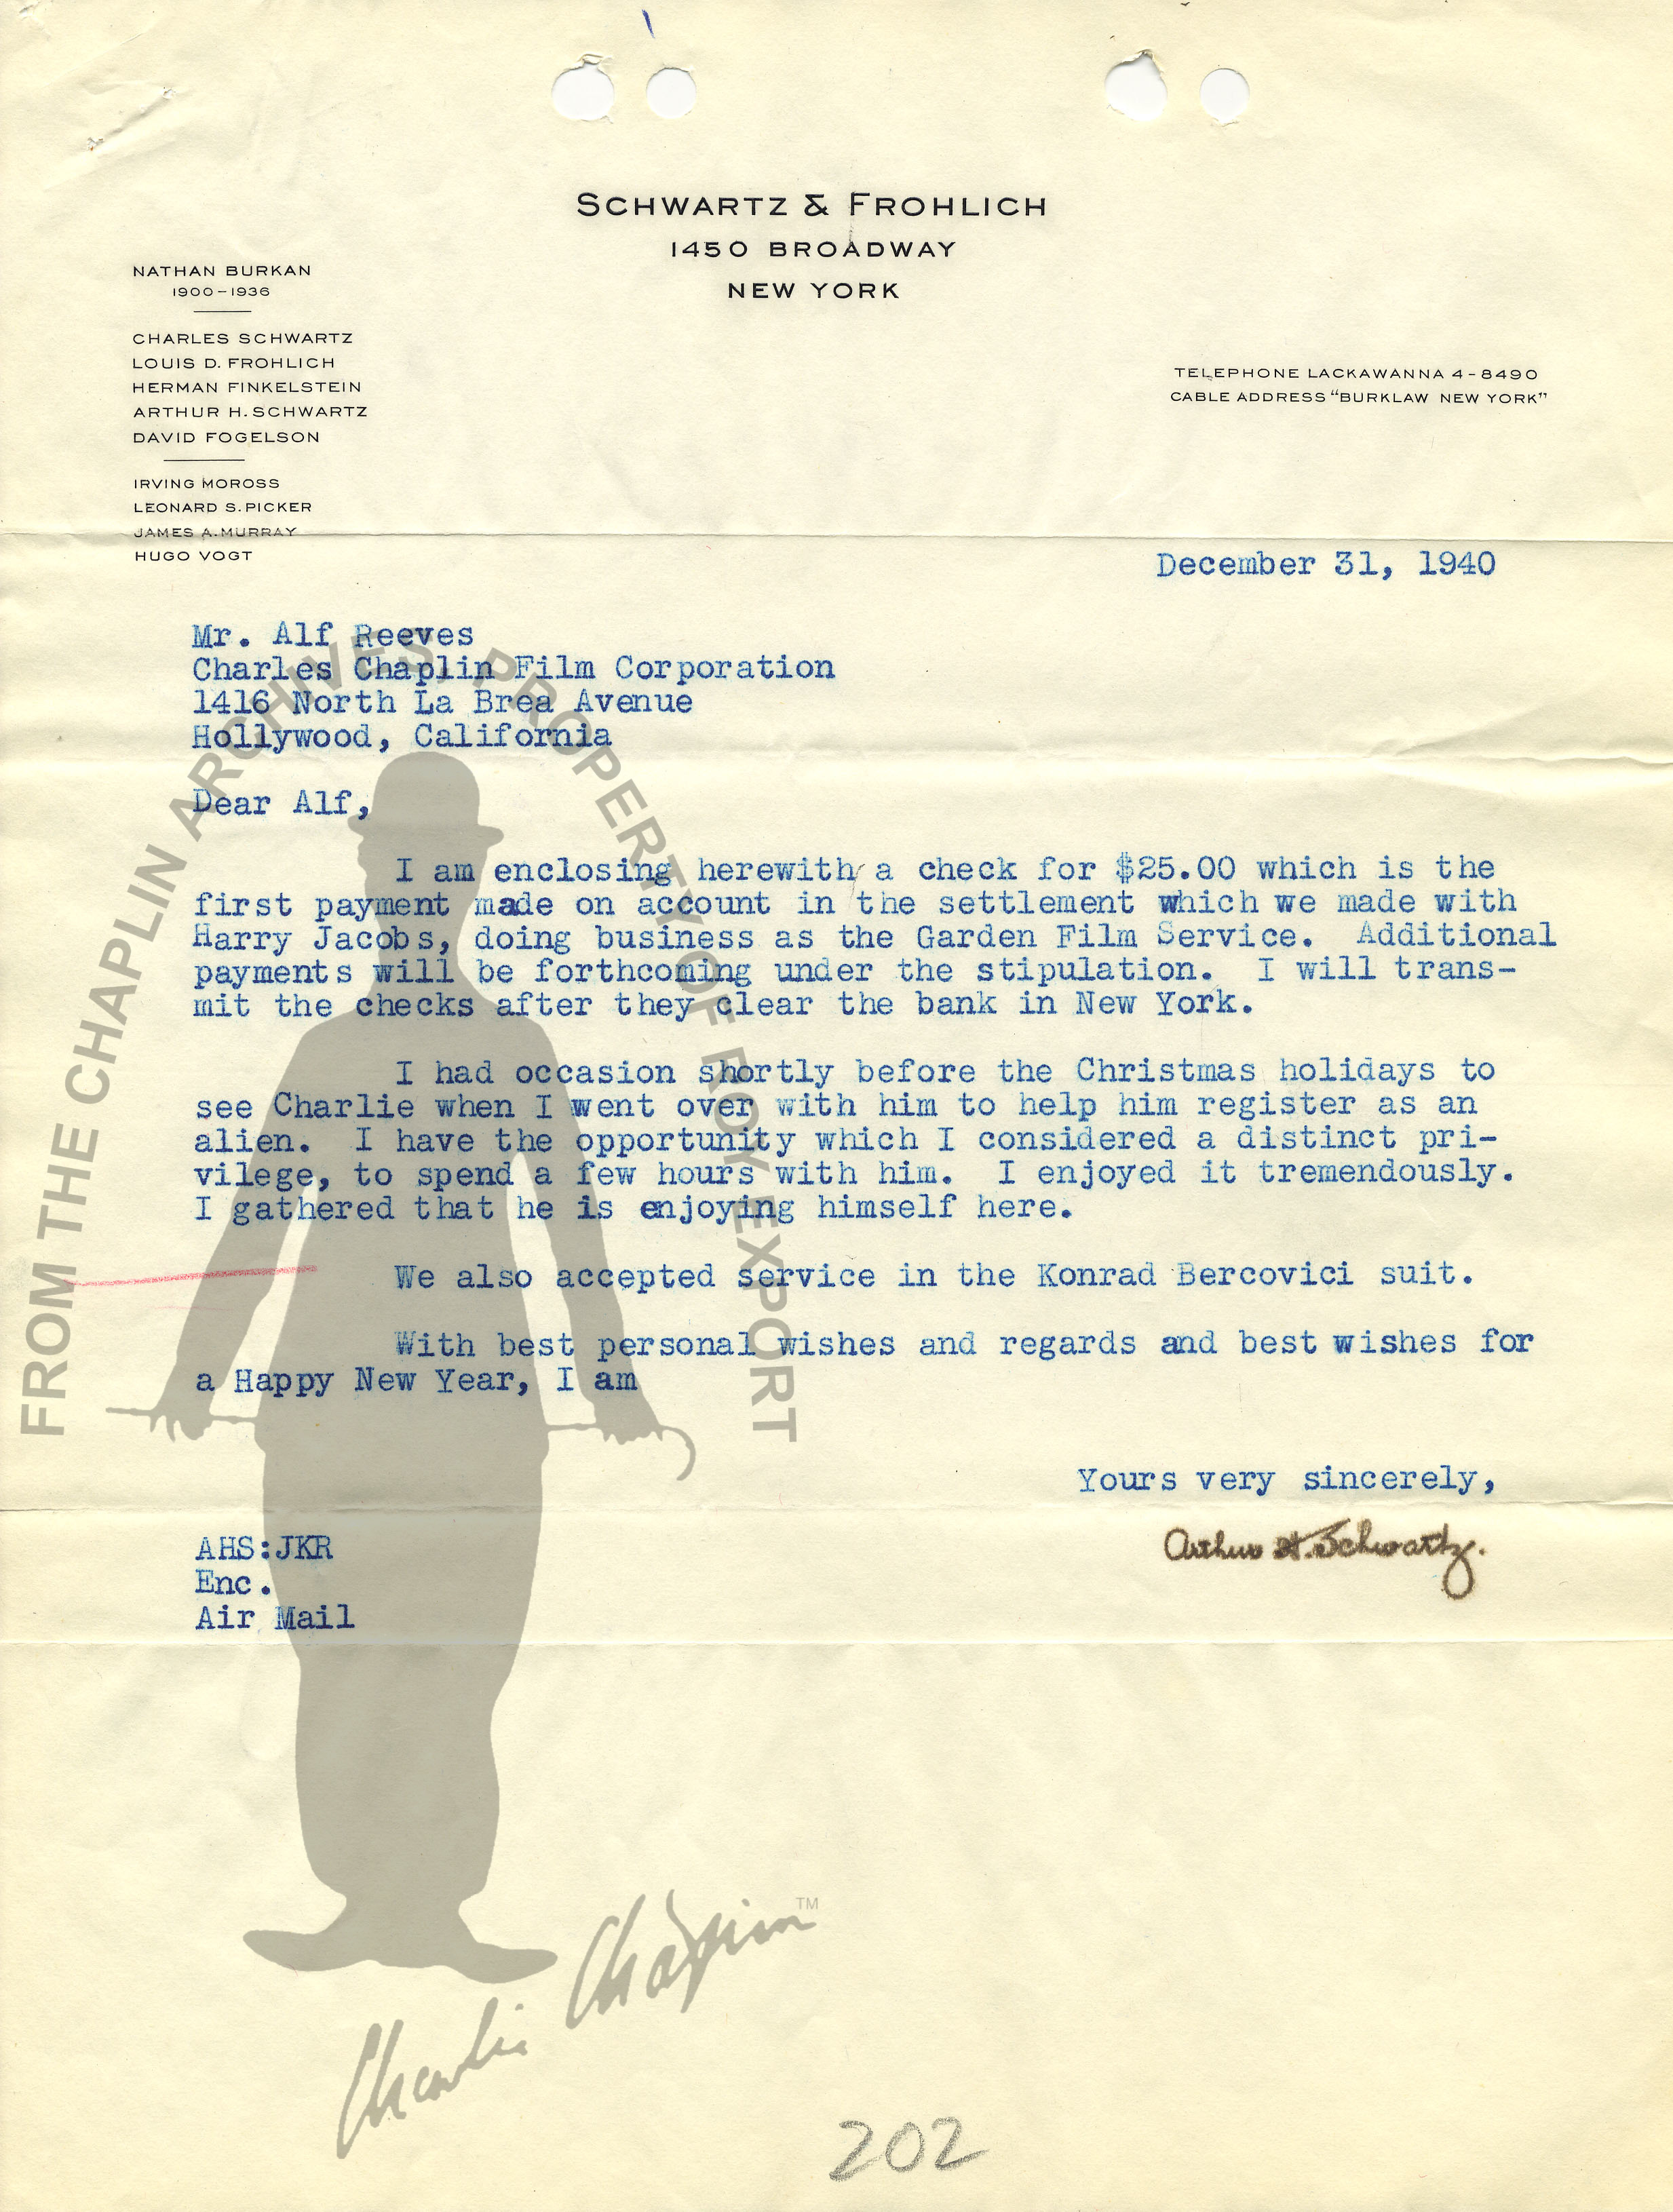 SCHWARTZ & FROHLICH
1450 BROADWAY
NEW YORK
NATHAN BURKAN
1900-1936
CHARLES SCHWARTZ
LOUIS D. FROHLICH
HERMAN FINKELSTEIN
ARTHUR H. SCHWARTZ
DAVID FOGELSON
IRVING MOROSS
LEONARD S. PICKER
JAMES A. MURRAY
HUGO VOGT
TELEPHONE LACKAWANNA 4-8490
CABLE ADDRESS "BURKLAW NEW YORK"
December 31, 1940
Mr. Alf Reeves
Charles Chaplin Film Corporation
1416 North La Brea Avenue
Hollywood, California
Dear Alf,
I am enclosing herewith a check for $25.00 which is the
first payment made on account in the settlement which we made with
Harry Jacobs, doing business as the Garden Film Service. Additional
payments will be forthcoming under the stipulation. I will trans-
mit the checks after they clear the bank in New York.
I had occasion shortly before the Christmas holidays to
see Charlie when I went over with him to help him register as an
alien. I have the opportunity which I considered a distinct pri-
vilege, to spend a few hours with him. I enjoyed it tremendously.
I gathered that he is enjoying himself here.
We also accepted service in the Konrad Bercovici suit.
With best personal wishes and regards and best wishes for
a Happy New Year, I am
Yours very sincerely,
Arthur H. Schwartz.
AHS:JKR
Enc.
Air Mail
FROM THE CHAPLIN ARCHIVES, PROPERTY OF ROY EXPORT
Charlie Chaplin TM
202